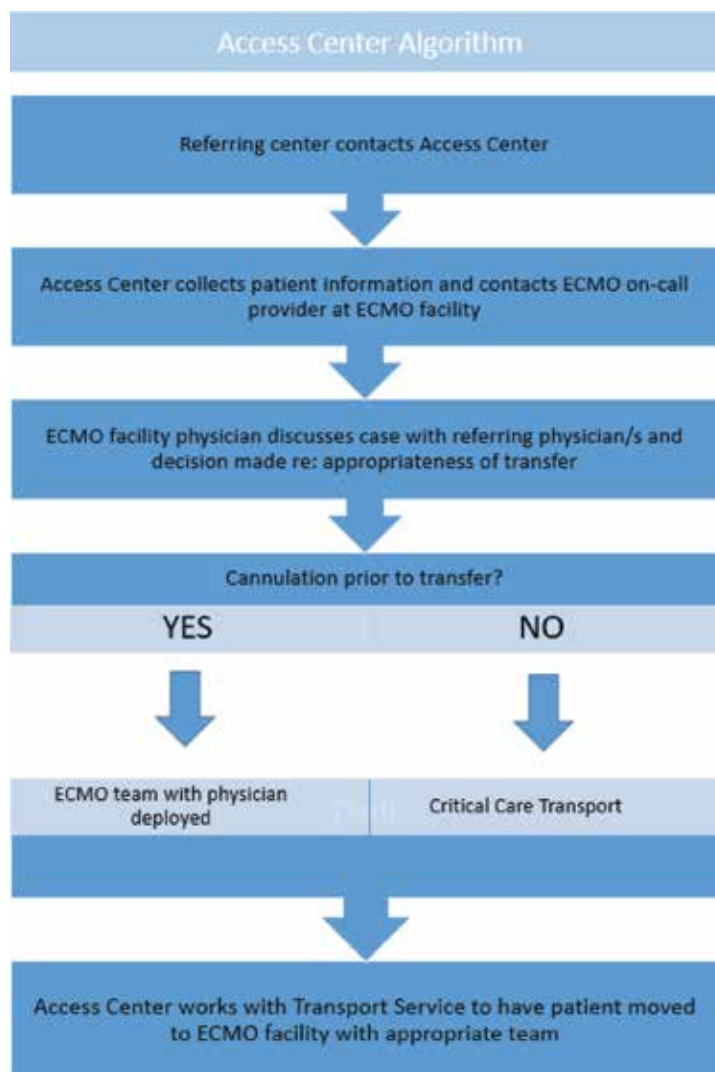 Access Center Algorithm
Referring center contacts Access Center
Access Center collects patient information and contacts ECMO on-call
provider at ECMO facility
ECMO facility physician discusses case with referring physician/s and
decision made re: appropriateness of transfer
Cannulation prior to transfer?
YES NO
ECMO team with physician
deployed
Critical Care Transport
Access Center works with Transport Service to have patient moved
to ECMO facility with appropriate team